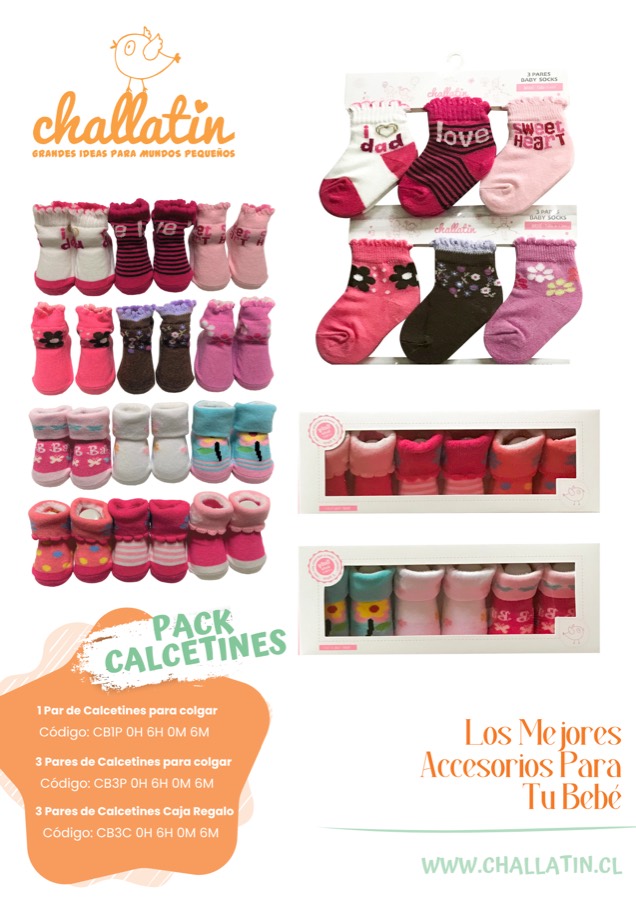 challatin
GRANDES IDEAS PARA MUNDOS PEQUEÑOS
challatin
3 PARES
BABY SOCKS
i
dad
love
sweet
HEART
challatin
3 PARES
BABY SOCKS
PACK
CALCETINES
1 Par de Calcetines para colgar
Código: CB1P 0H 6H 0M 6M
3 Pares de Calcetines para colgar
Código: CB3P 0H 6H 0M 6M
3 Pares de Calcetines Caja Regalo
Código: CB3C 0H 6H 0M 6M
Los Mejores
Accesorios Para
Tu Bebé
WWW.CHALLATIN.CL